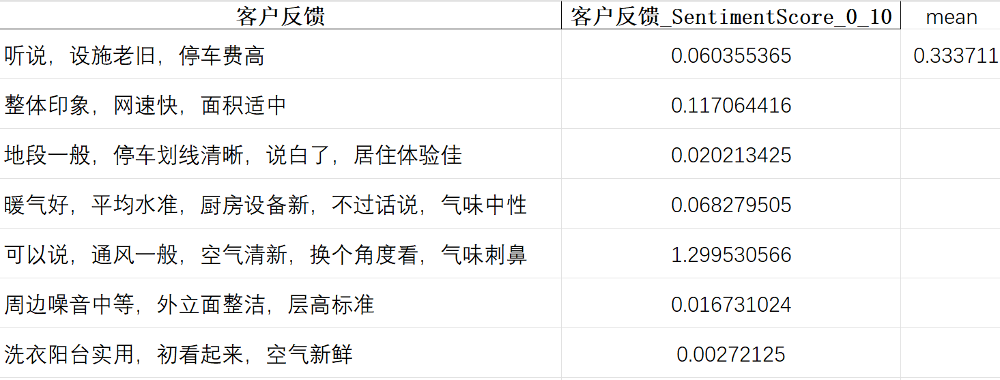 客户反馈 客户反馈_SentimentScore_0_10 mean
听说，设施老旧，停车费高 0.060355365 0.333711
整体印象，网速快，面积适中 0.117064416
地段一般，停车划线清晰，说白了，居住体验佳 0.020213425
暖气好，平均水准，厨房设备新，不过话说，气味中性 0.068279505
可以说，通风一般，空气清新，换个角度看，气味刺鼻 1.299530566
周边噪音中等，外立面整洁，层高标准 0.016731024
洗衣阳台实用，初看起来，空气新鲜 0.00272125